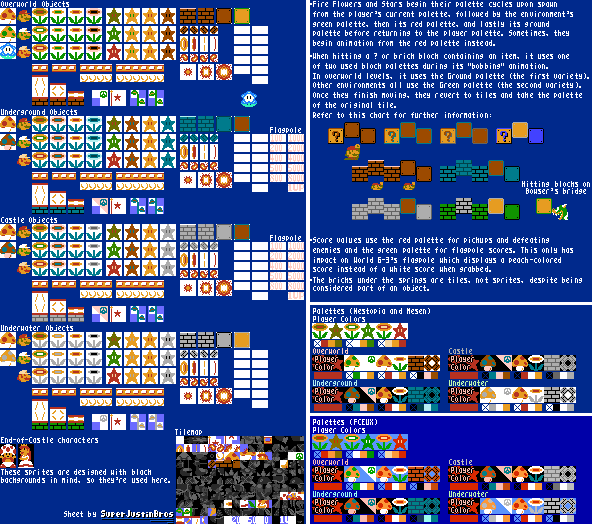 Overworld Objects
Underground Objects
Flagpole
Castle Objects
Flagpole
Underwater Objects
End-of-Castle characters
These sprites are designed with black
backgrounds in mind, so they're used here.
Sheet by SuperJustinBros
Tilemap
•Fire Flowers and Stars begin their palette cycles upon spawn
from the player's current palette, followed by the environment's
green palette, then its red palette, and lastly its ground
palette before returning to the player palette. Sometimes, they
begin animation from the red palette instead.
•When hitting a ? or brick block containing an item, it uses one
of two used block palettes during its "bobbing" animation.
In overworld levels, it uses the Ground palette (the first variety).
Other environments all use the Green palette (the second variety).
Once they finish moving, they revert to tiles and take the palette
of the original tile.
Refer to this chart for further information:
Hitting blocks on
Bowser's bridge
•Score values use the red palette for pickups and defeating
enemies and the green palette for flagpole scores. This only has
impact on World 6-3's flagpole which displays a peach-colored
score instead of a white score when grabbed.
•The bricks under the springs are tiles, not sprites, despite being
considered part of an object.
Palettes (Nestopia and Mesen)
Player Colors
Overworld
Player
Color
Castle
Player
Color
Underground
Player
Color
Underwater
Player
Color
Palettes (FCEUX)
Player Colors
Overworld
Player
Color
Castle
Player
Color
Underground
Player
Color
Underwater
Player
Color